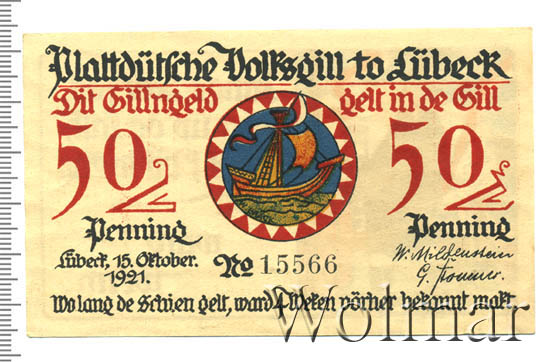 Plattdütsche Volksgill to Lübeck
Dit Gillngeld gelt in de Gill
50 50
Penning Penning
Lübeck, 15. Oktober. 1921.
No 15566
W. Mildenstein
G.
Wo lang de Schien gelt, ward 4 Weken vörher bekannt makt.
Wolmar